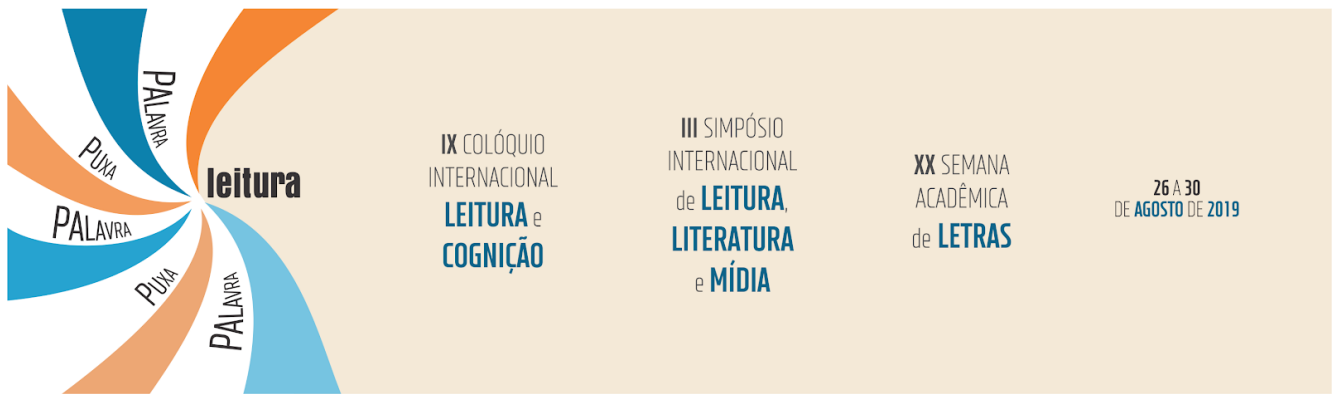 PALAVRA
PUXA
PALAVRA
PUXA
PALAVRA
leitura
IX COLÓQUIO
INTERNACIONAL
LEITURA e
COGNIÇÃO
III SIMPÓSIO
INTERNACIONAL
de LEITURA,
LITERATURA
e MÍDIA
XX SEMANA
ACADÊMICA
de LETRAS
26 A 30
DE AGOSTO DE 2019